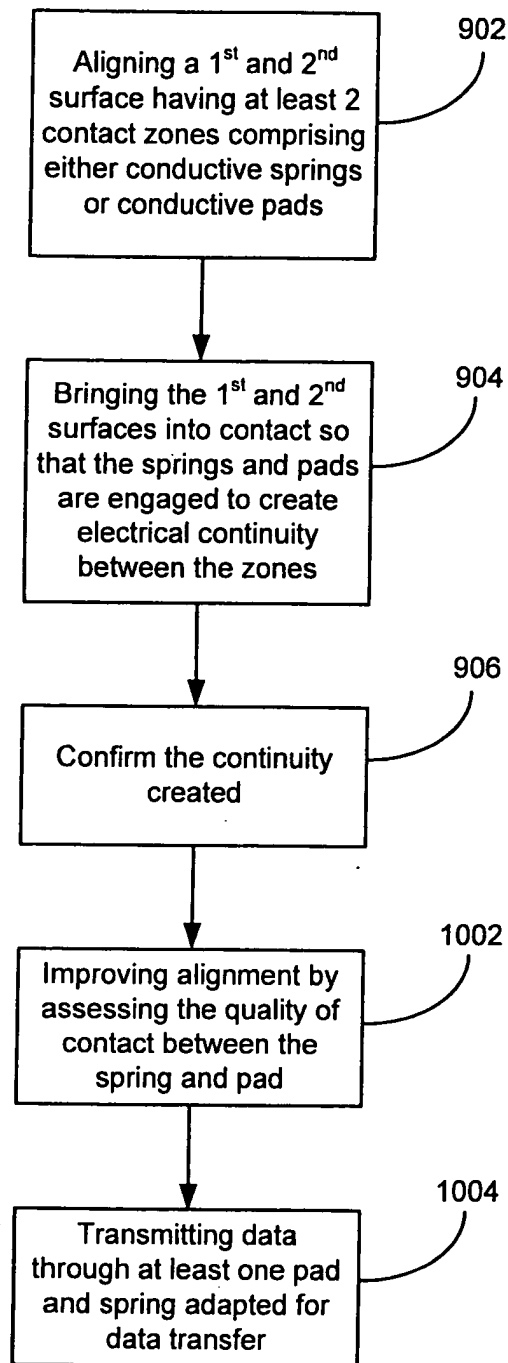 902
Aligning a 1st and 2nd
surface having at least 2
contact zones comprising
either conductive springs
or conductive pads
904
Bringing the 1st and 2nd
surfaces into contact so
that the springs and pads
are engaged to create
electrical continuity
between the zones
906
Confirm the continuity
created
1002
Improving alignment by
assessing the quality of
contact between the
spring and pad
1004
Transmitting data
through at least one pad
and spring adapted for
data transfer